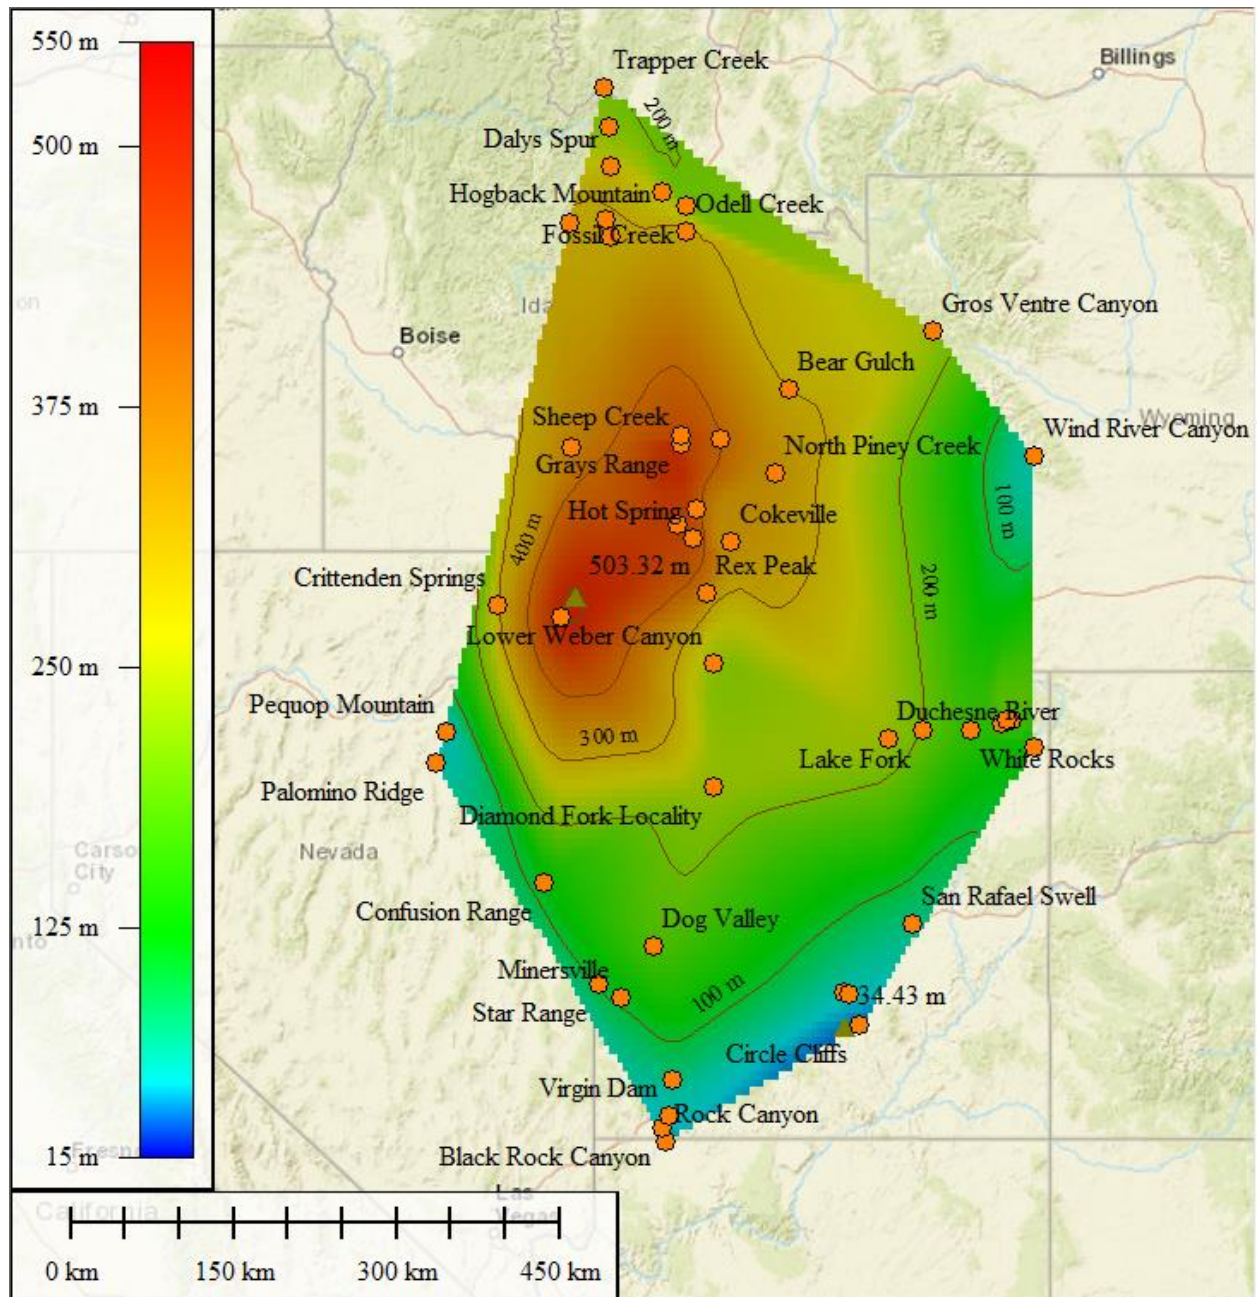 550 m
500 m
375 m
250 m
125 m
15 m
Trapper Creek
Billings
200 m
Dalys Spur
Hogback Mountain
Odell Creek
Fossil Creek
Gros Ventre Canyon
Boise
Bear Gulch
Sheep Creek
Wyoming
Wind River Canyon
North Piney Creek
Grays Range
100 m
Hot Spring
Cokeville
400 m
503.32 m
Rex Peak
Crittenden Springs
200 m
Lower Weber Canyon
Pequop Mountain
300 m
Duchesne River
Lake Fork
White Rocks
Palomino Ridge
Diamond Fork Locality
Nevada
Carson
City
San Rafael Swell
Confusion Range
Dog Valley
Minersville
100 m
34.43 m
Star Range
Circle Cliffs
Virgin Dam
Rock Canyon
Black Rock Canyon
Las
Vegas
California
0 km
150 km
300 km
450 km